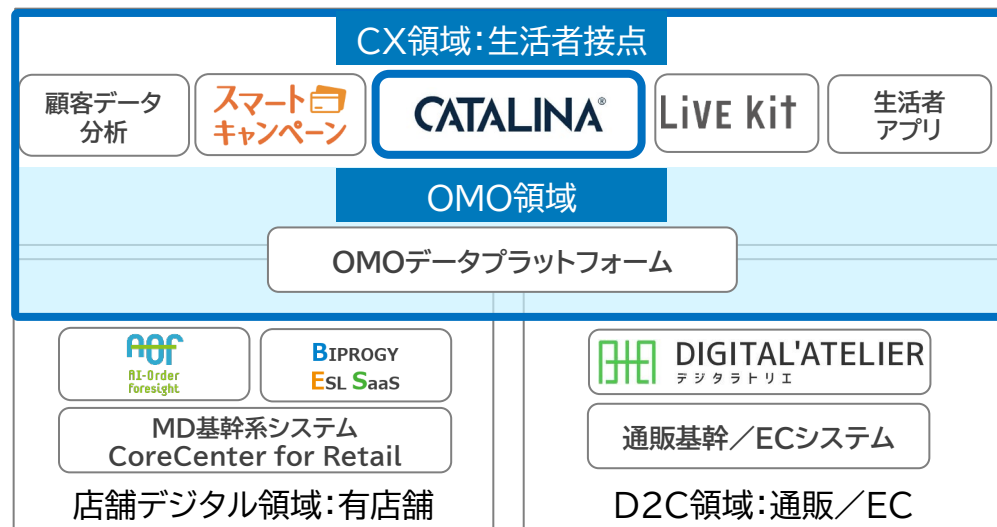 CX領域：生活者接点
顧客データ
分析
スマート
キャンペーン
CATALINA®
LiVE kit
生活者
アプリ
OMO領域
OMOデータプラットフォーム
AOF
AI-Order
foresight
BIPROGY
ESL SaaS
DIGITAL'ATELIER
デジタラトリエ
MD基幹系システム
CoreCenter for Retail
通販基幹／ECシステム
店舗デジタル領域：有店舗
D2C領域：通販／EC